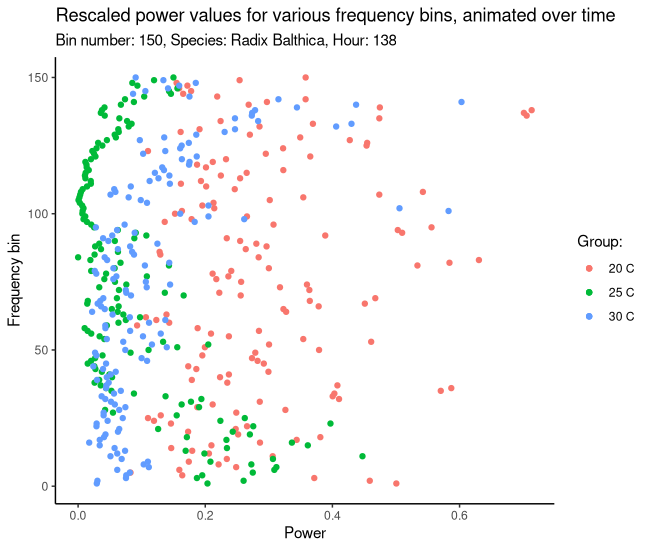 Rescaled power values for various frequency bins, animated over time
Bin number: 150, Species: Radix Balthica, Hour: 138
150
100
50
0
Frequency bin
0.0 0.2 0.4 0.6
Power
Group:
20 C
25 C
30 C